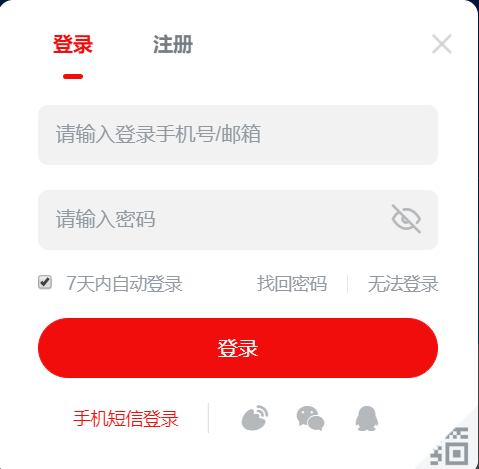 登录 注册
请输入登录手机号/邮箱
请输入密码
7天内自动登录 找回密码 无法登录
登录
手机短信登录